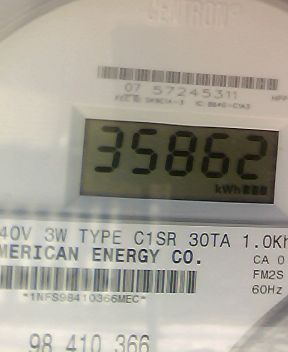 CENTRON
07 57245311
35862
kWh
40V 3W TYPE C1SR 30TA 1.0Kh
MERICAN ENERGY CO.
CA 0
FM2S
*1NFS98410366MEC*
60Hz
98 410 366